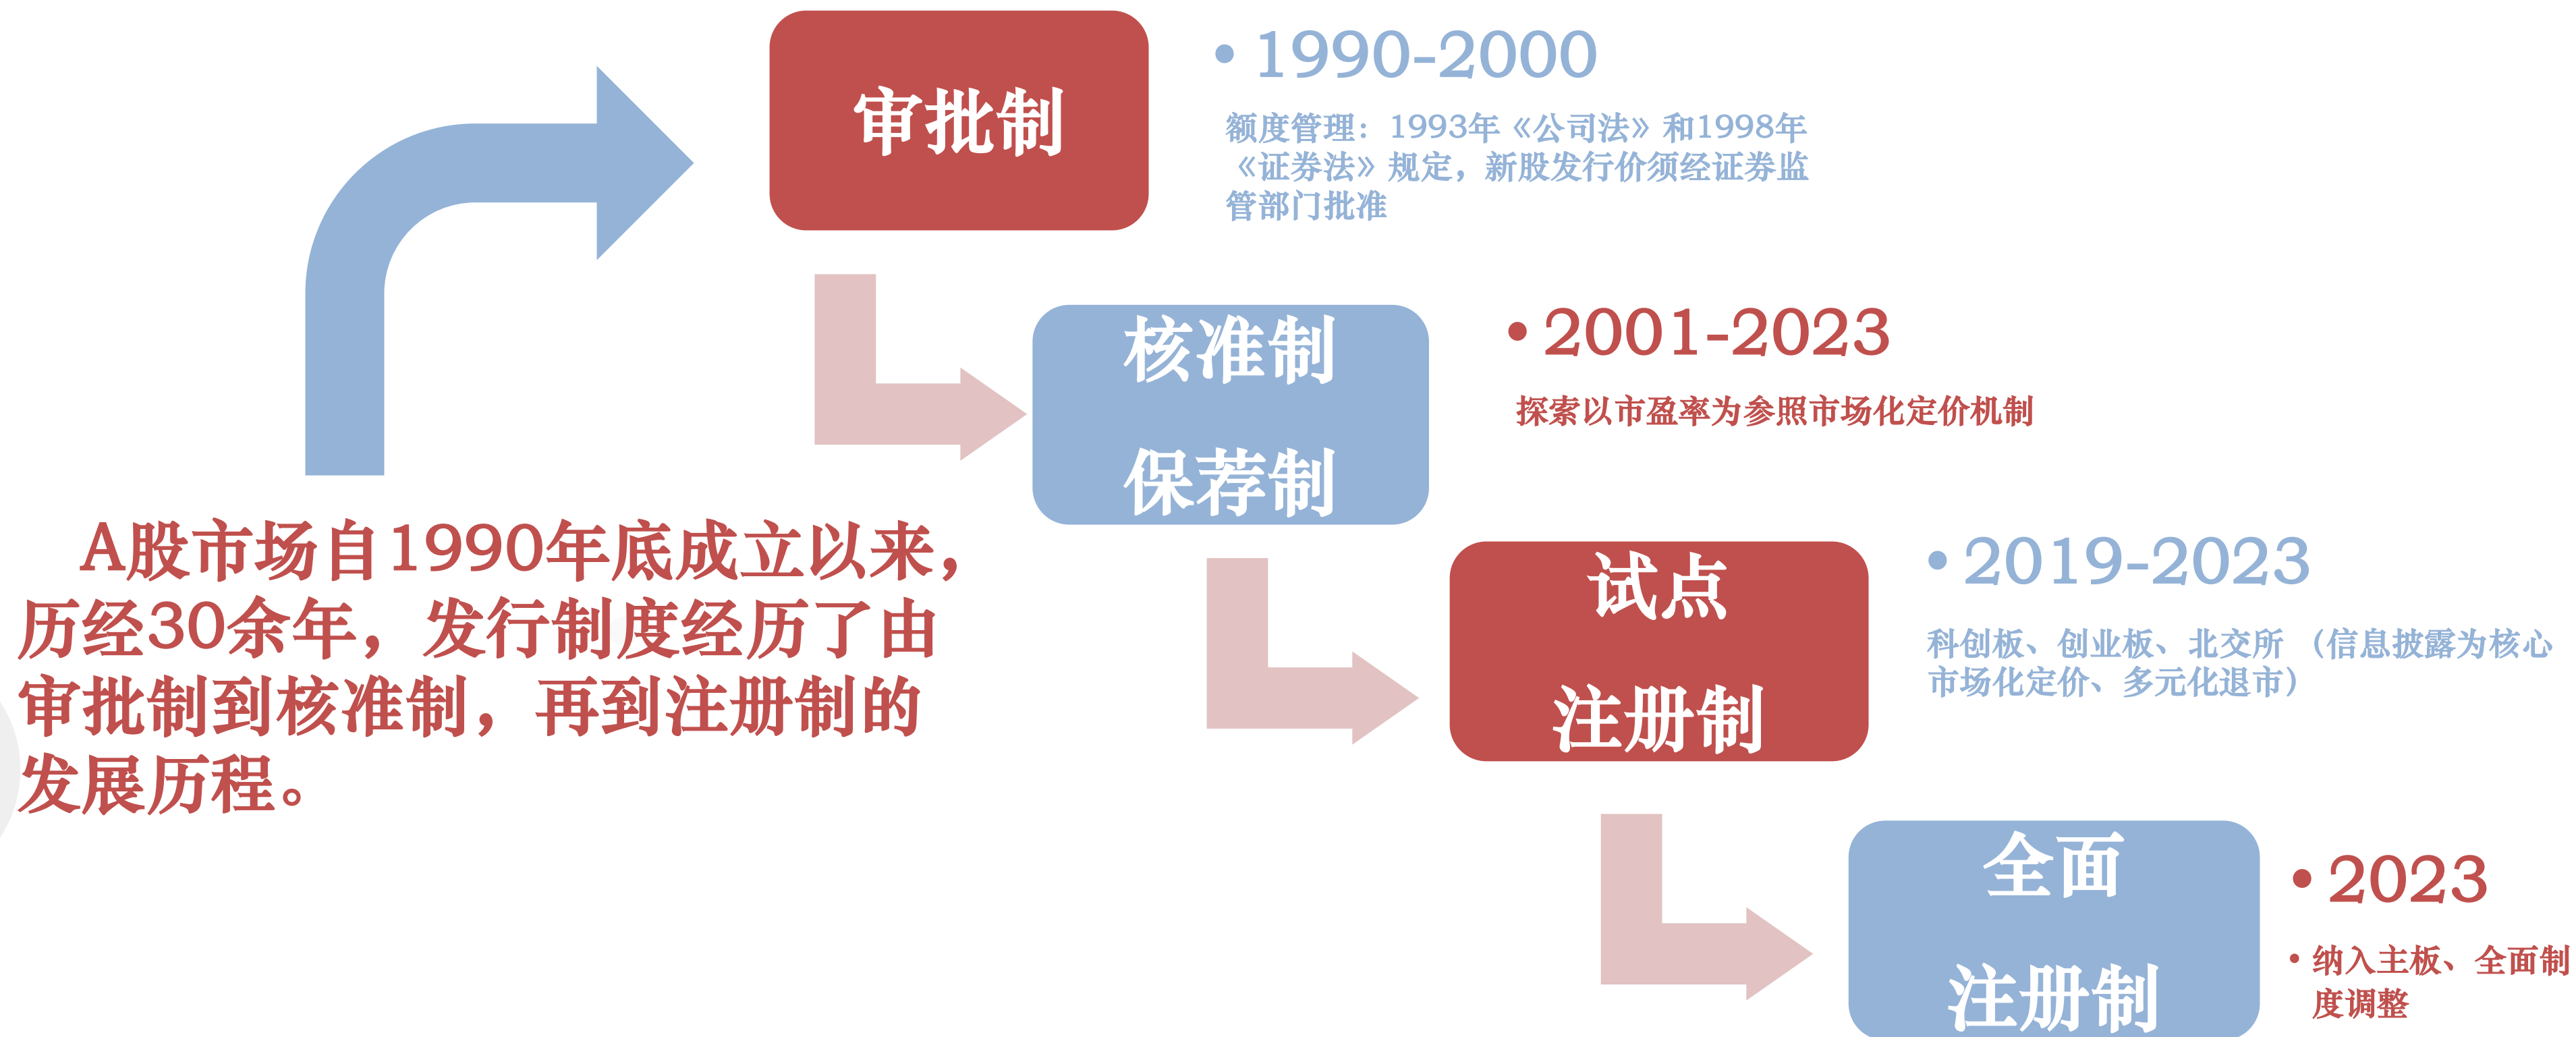 审批制
• 1990-2000
额度管理：1993年《公司法》和1998年
《证券法》规定，新股发行价须经证券监
管部门批准
核准制
保荐制
• 2001-2023
探索以市盈率为参照市场化定价机制
A股市场自1990年底成立以来，
历经30余年，发行制度经历了由
审批制到核准制，再到注册制的
发展历程。
试点
注册制
• 2019-2023
科创板、创业板、北交所 （信息披露为核心
市场化定价、多元化退市）
全面
注册制
• 2023
• 纳入主板、全面制
度调整